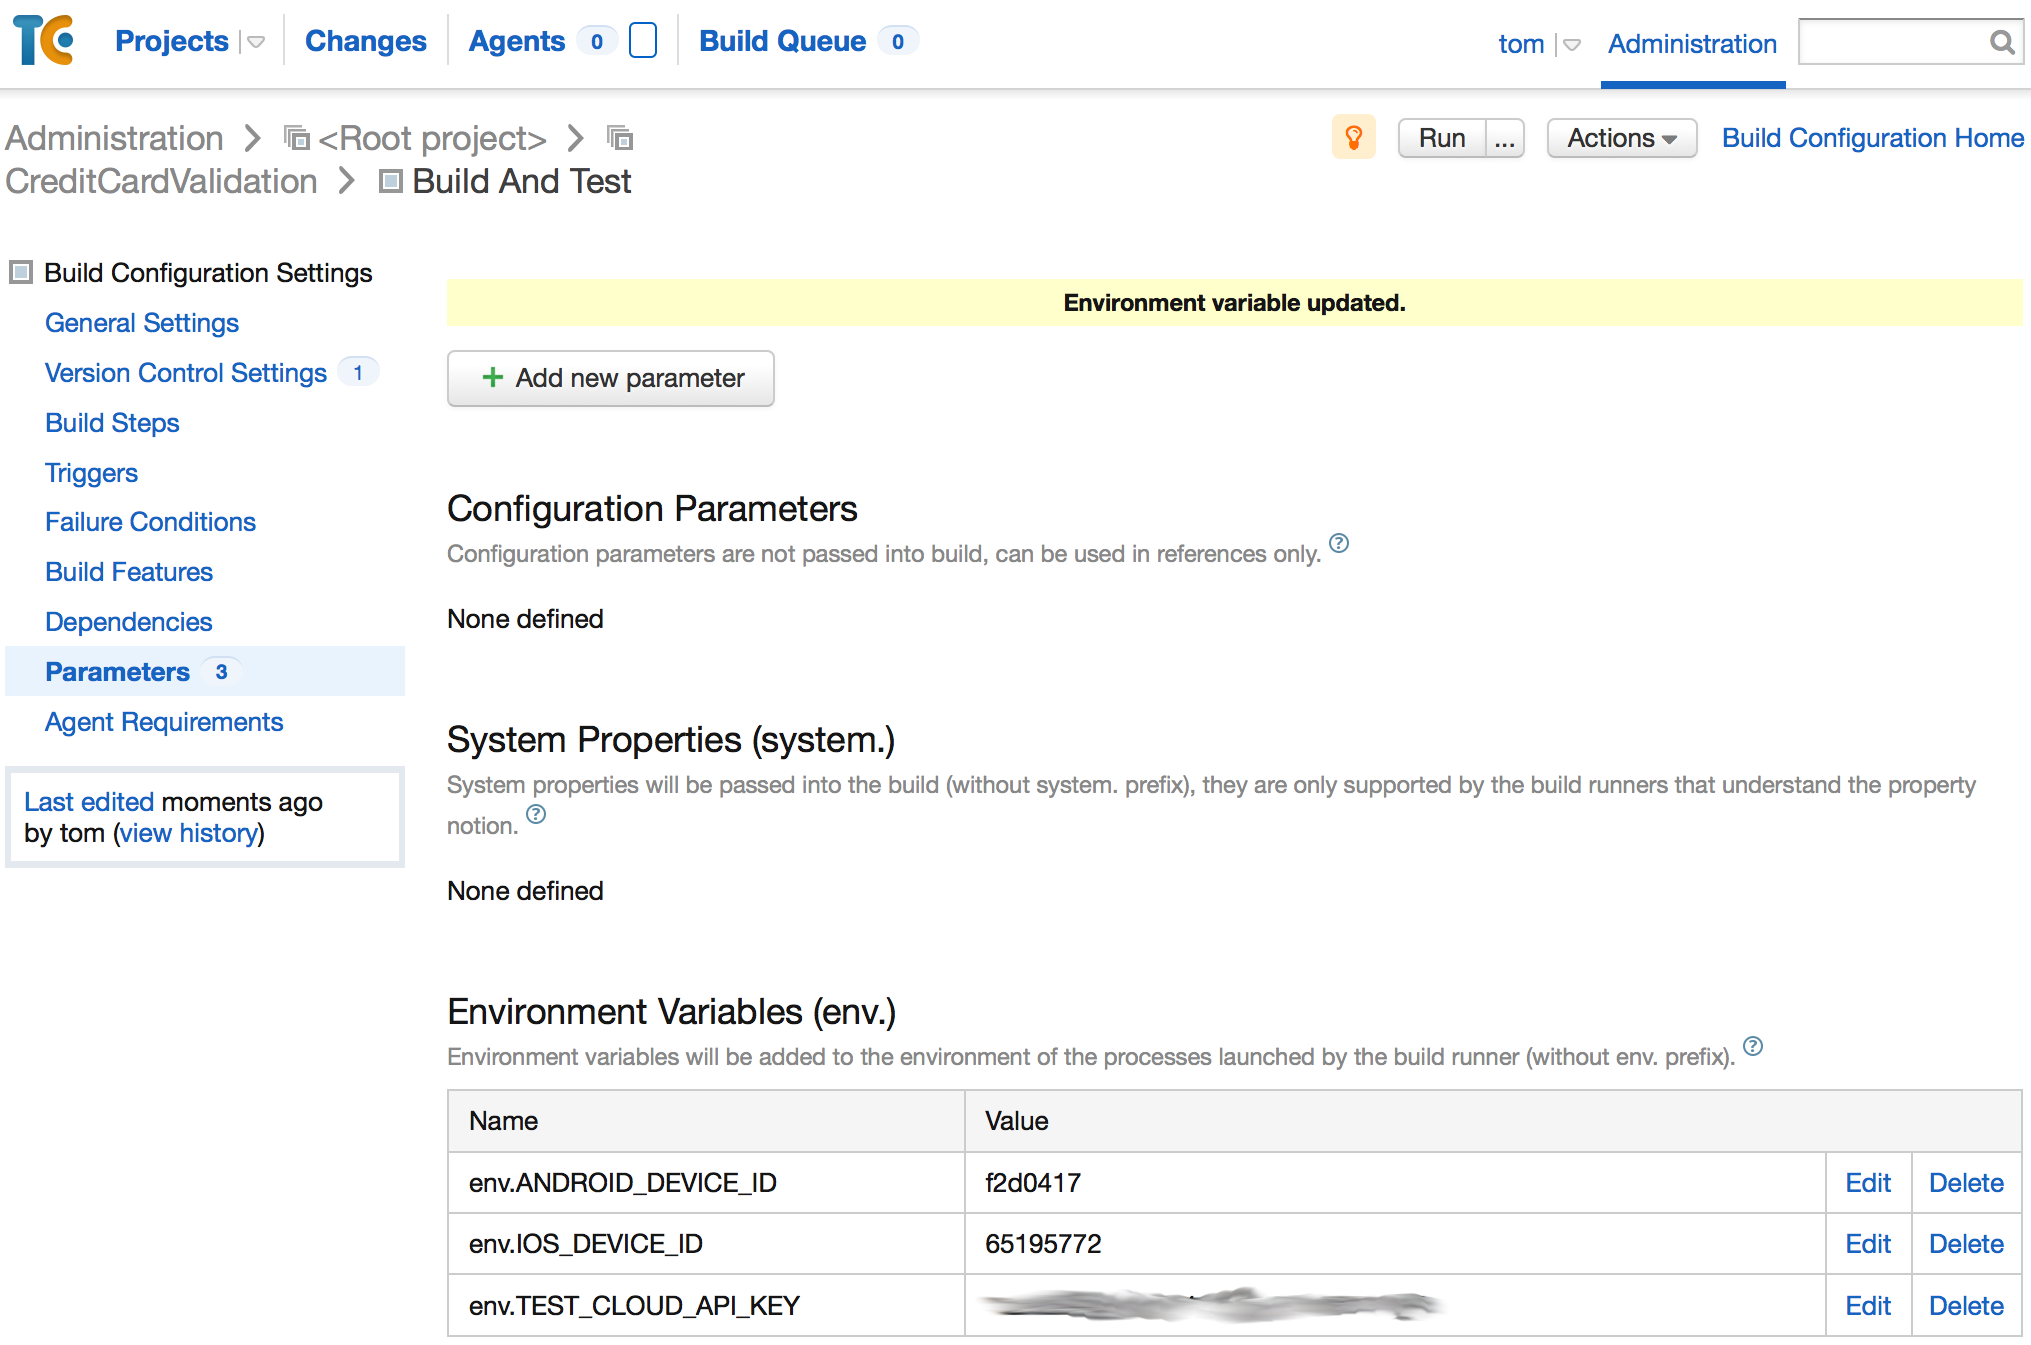 TC Projects Changes Agents 0 Build Queue 0 tom Administration
Administration <Root project>
CreditCardValidation Build And Test
Run ... Actions Build Configuration Home
Build Configuration Settings
General Settings
Version Control Settings 1
Build Steps
Triggers
Failure Conditions
Build Features
Dependencies
Parameters 3
Agent Requirements
Last edited moments ago
by tom (view history)
Environment variable updated.
+ Add new parameter
Configuration Parameters
Configuration parameters are not passed into build, can be used in references only. ?
None defined
System Properties (system.)
System properties will be passed into the build (without system. prefix), they are only supported by the build runners that understand the property
notion. ?
None defined
Environment Variables (env.)
Environment variables will be added to the environment of the processes launched by the build runner (without env. prefix). ?
Name Value
env.ANDROID_DEVICE_ID f2d0417 Edit Delete
env.IOS_DEVICE_ID 65195772 Edit Delete
env.TEST_CLOUD_API_KEY Edit Delete